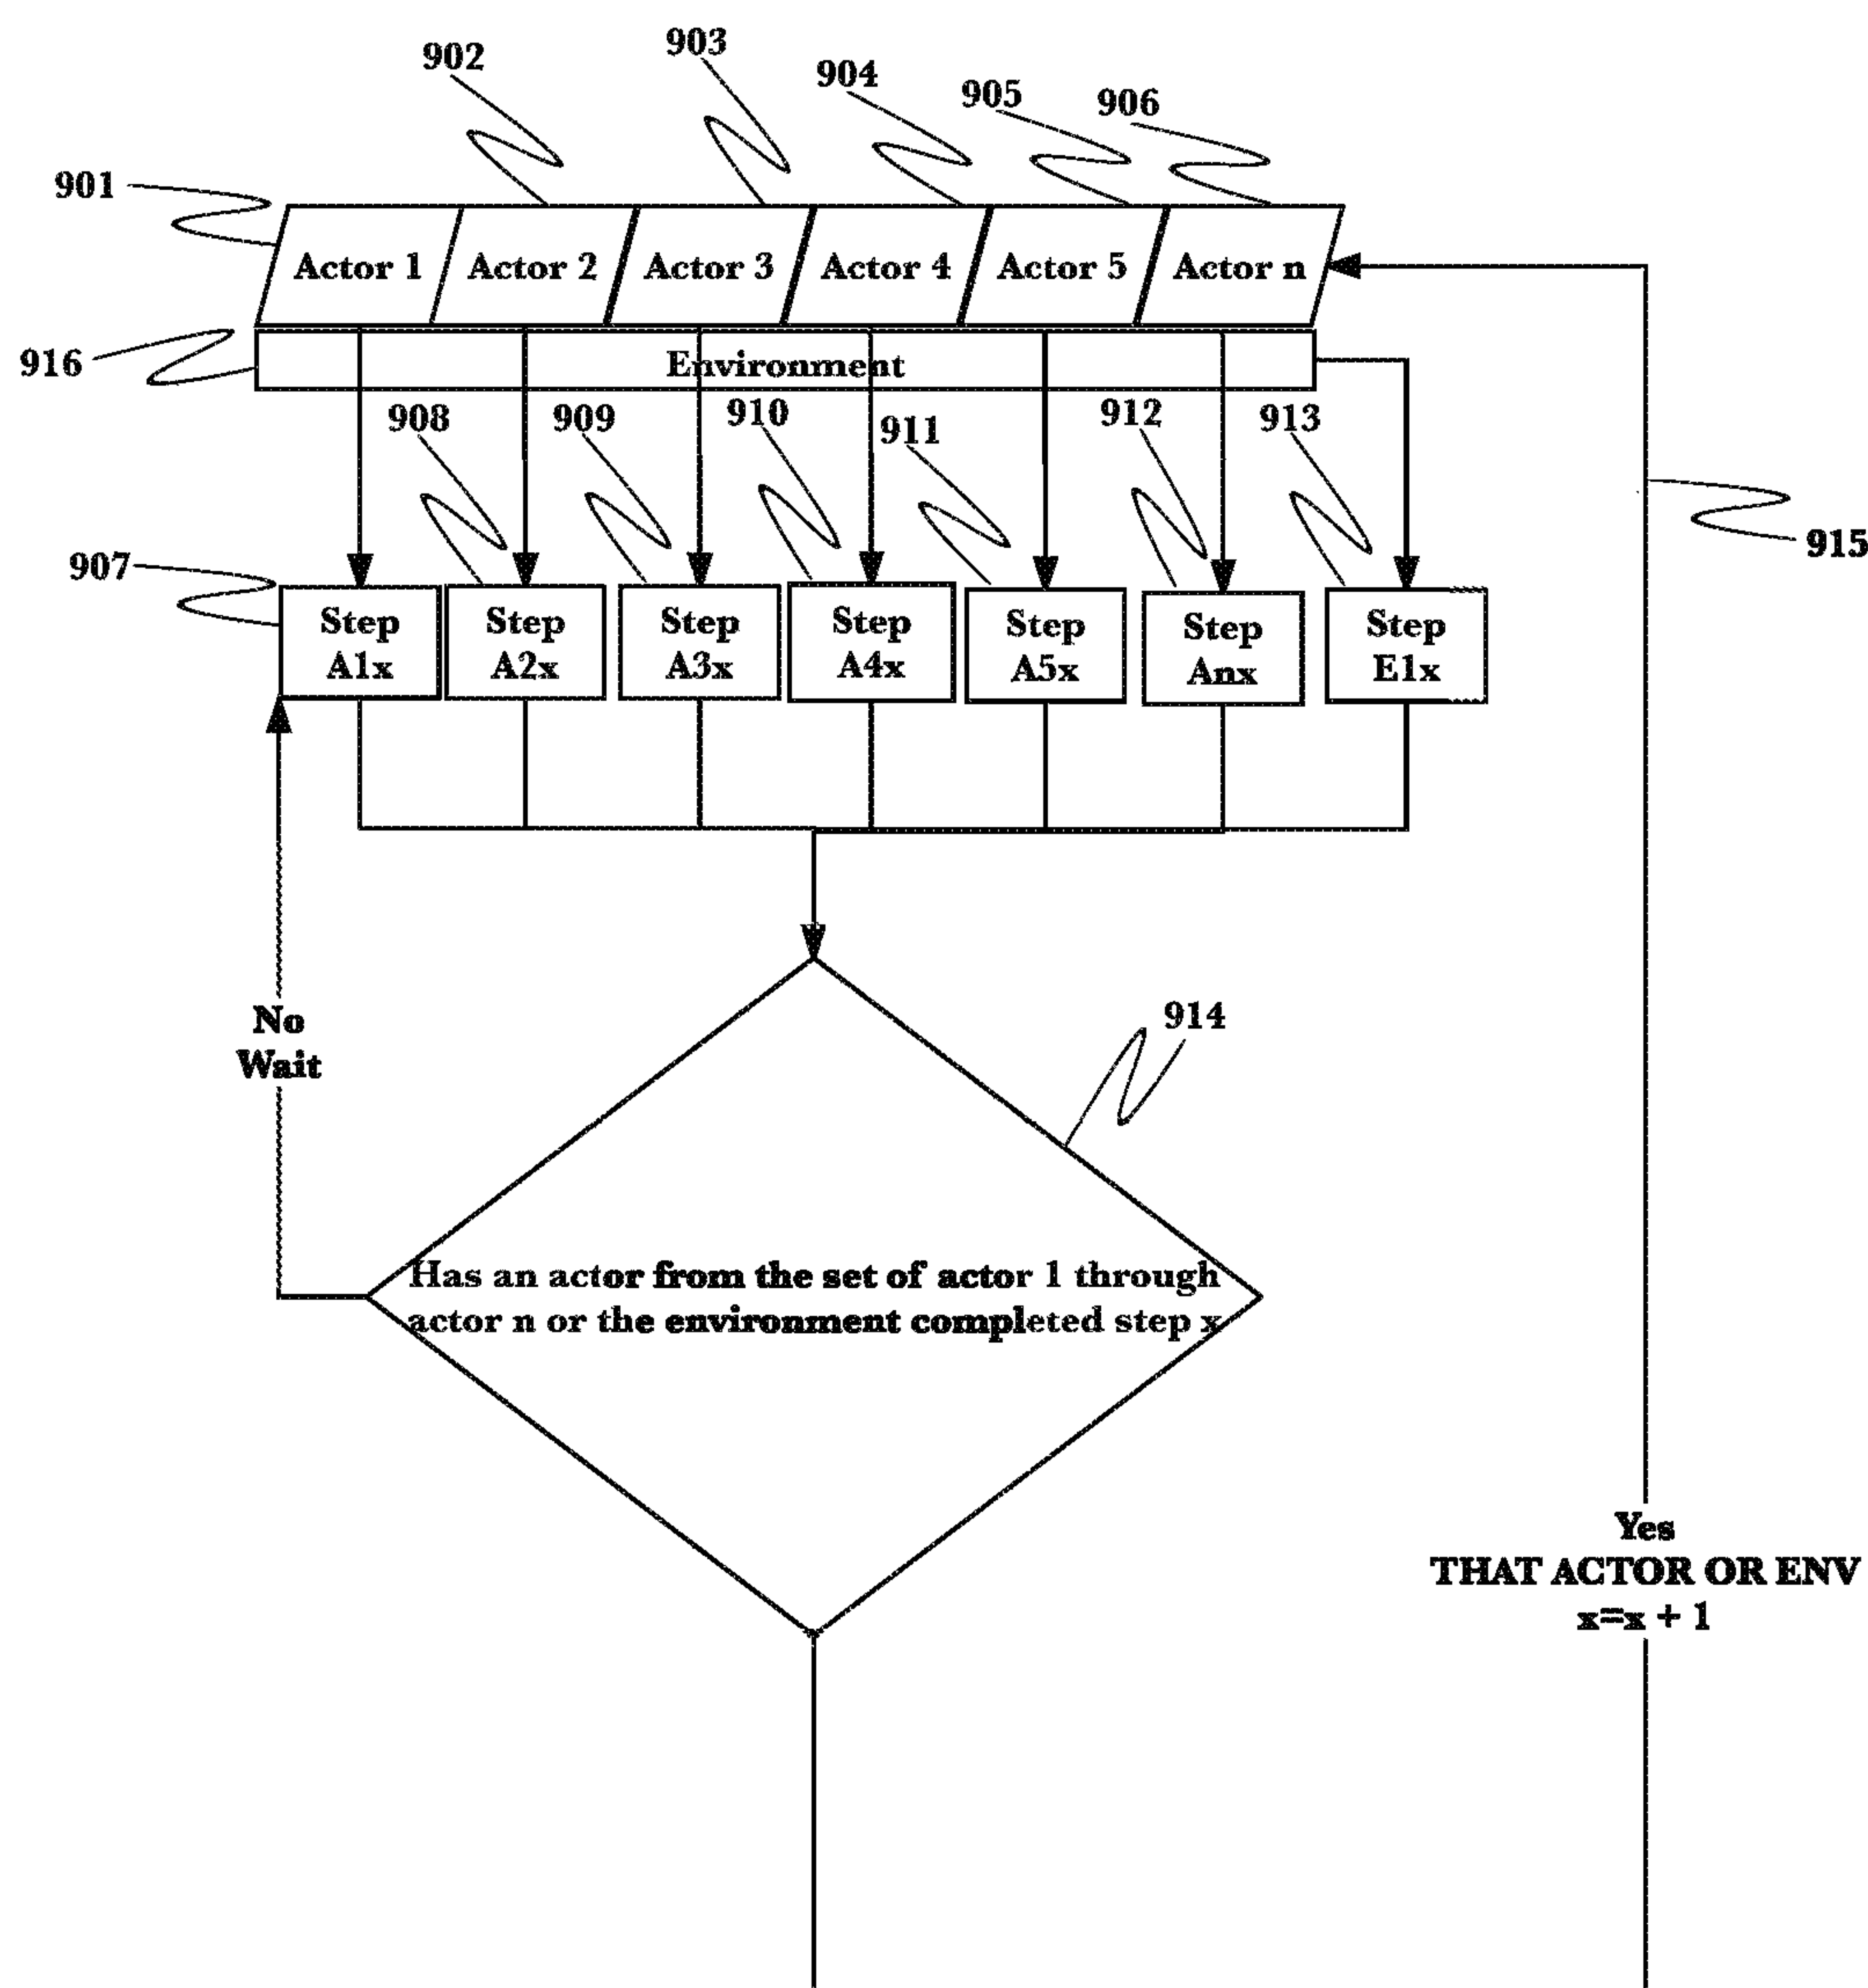 902
903
904
905
906
901
Actor 1
Actor 2
Actor 3
Actor 4
Actor 5
Actor n
916
Environment
908
909
910
911
912
913
907
915
Step
A1x
Step
A2x
Step
A3x
Step
A4x
Step
A5x
Step
Anx
Step
E1x
No
Wait
914
Has an actor from the set of actor 1 through
actor n or the environment completed step x
Yes
THAT ACTOR OR ENV
x=x + 1